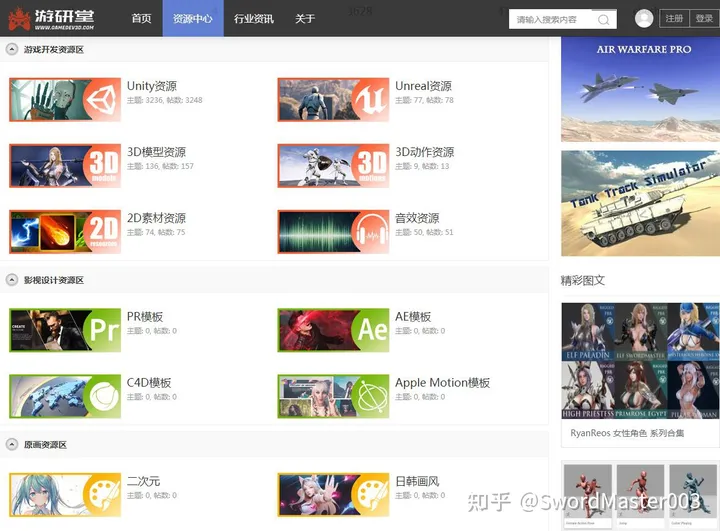 游研堂
WWW.GAMEDEV3D.COM
首页
资源中心
行业资讯
关于
请输入搜索内容
注册
登录
游戏开发资源区
Unity资源
主题: 3236, 帖数: 3248
Unreal资源
主题: 77, 帖数: 78
3D
models
3D模型资源
主题: 136, 帖数: 157
3D
3D动作资源
主题: 9, 帖数: 13
2D
2D素材资源
主题: 74, 帖数: 75
音效资源
主题: 50, 帖数: 51
影视设计资源区
CREATIVE
Pr
PR模板
主题: 0, 帖数: 0
Ae
AE模板
主题: 0, 帖数: 0
C4D模板
主题: 0, 帖数: 0
Apple Motion模板
主题: 0, 帖数: 0
原画资源区
二次元
主题: 0, 帖数: 0
日韩画风
主题: 0, 帖数: 0
AIR WARFARE PRO
Tank Track Simulator
精彩图文
ELF PALADIN
ELF SWORDMASTER
HIGH PRIESTESS
PRIMROSE EGYPT
RyanReos 女性角色 系列合集
知乎 @SwordMaster003